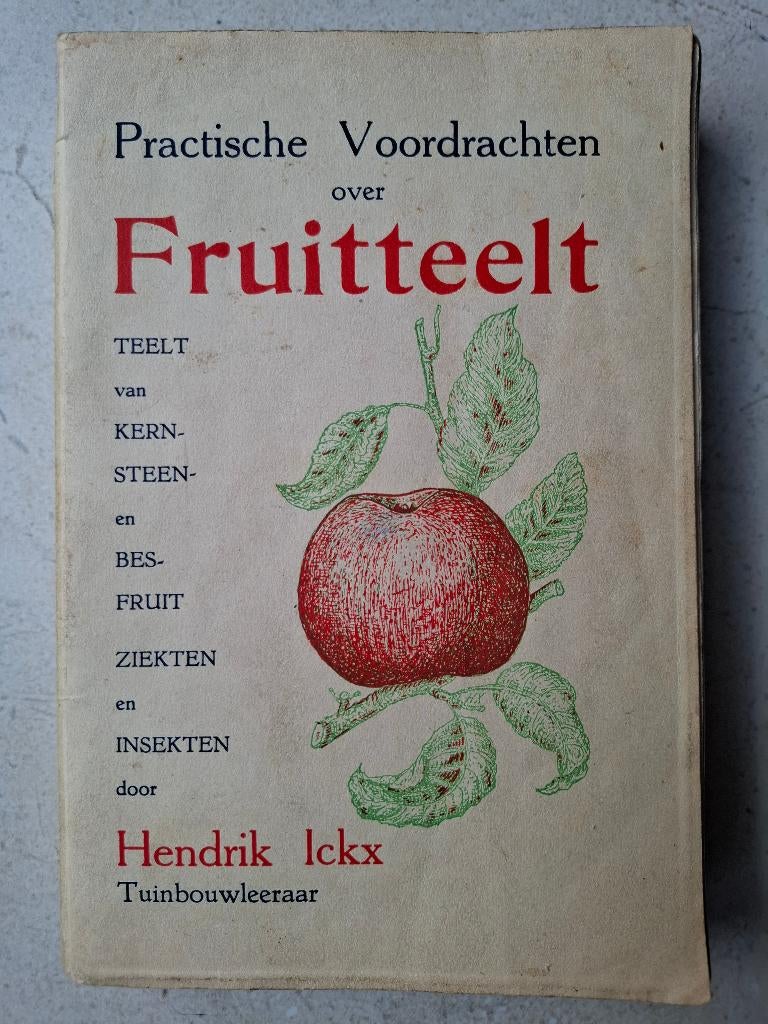 Practische Voordrachten
over
Fruitteelt
TEELT
van
KERN-
STEEN-
en
BES-
FRUIT
ZIEKTEN
en
INSEKTEN
door
Hendrik Ickx
Tuinbouwleeraar